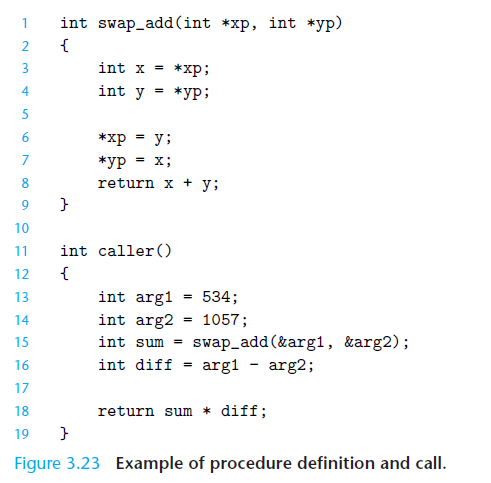 1 int swap_add(int *xp, int *yp)
2 {
3 int x = *xp;
4 int y = *yp;
5
6 *xp = y;
7 *yp = x;
8 return x + y;
9 }
10
11 int caller()
12 {
13 int arg1 = 534;
14 int arg2 = 1057;
15 int sum = swap_add(&arg1, &arg2);
16 int diff = arg1 - arg2;
17
18 return sum * diff;
19 }
Figure 3.23 Example of procedure definition and call.